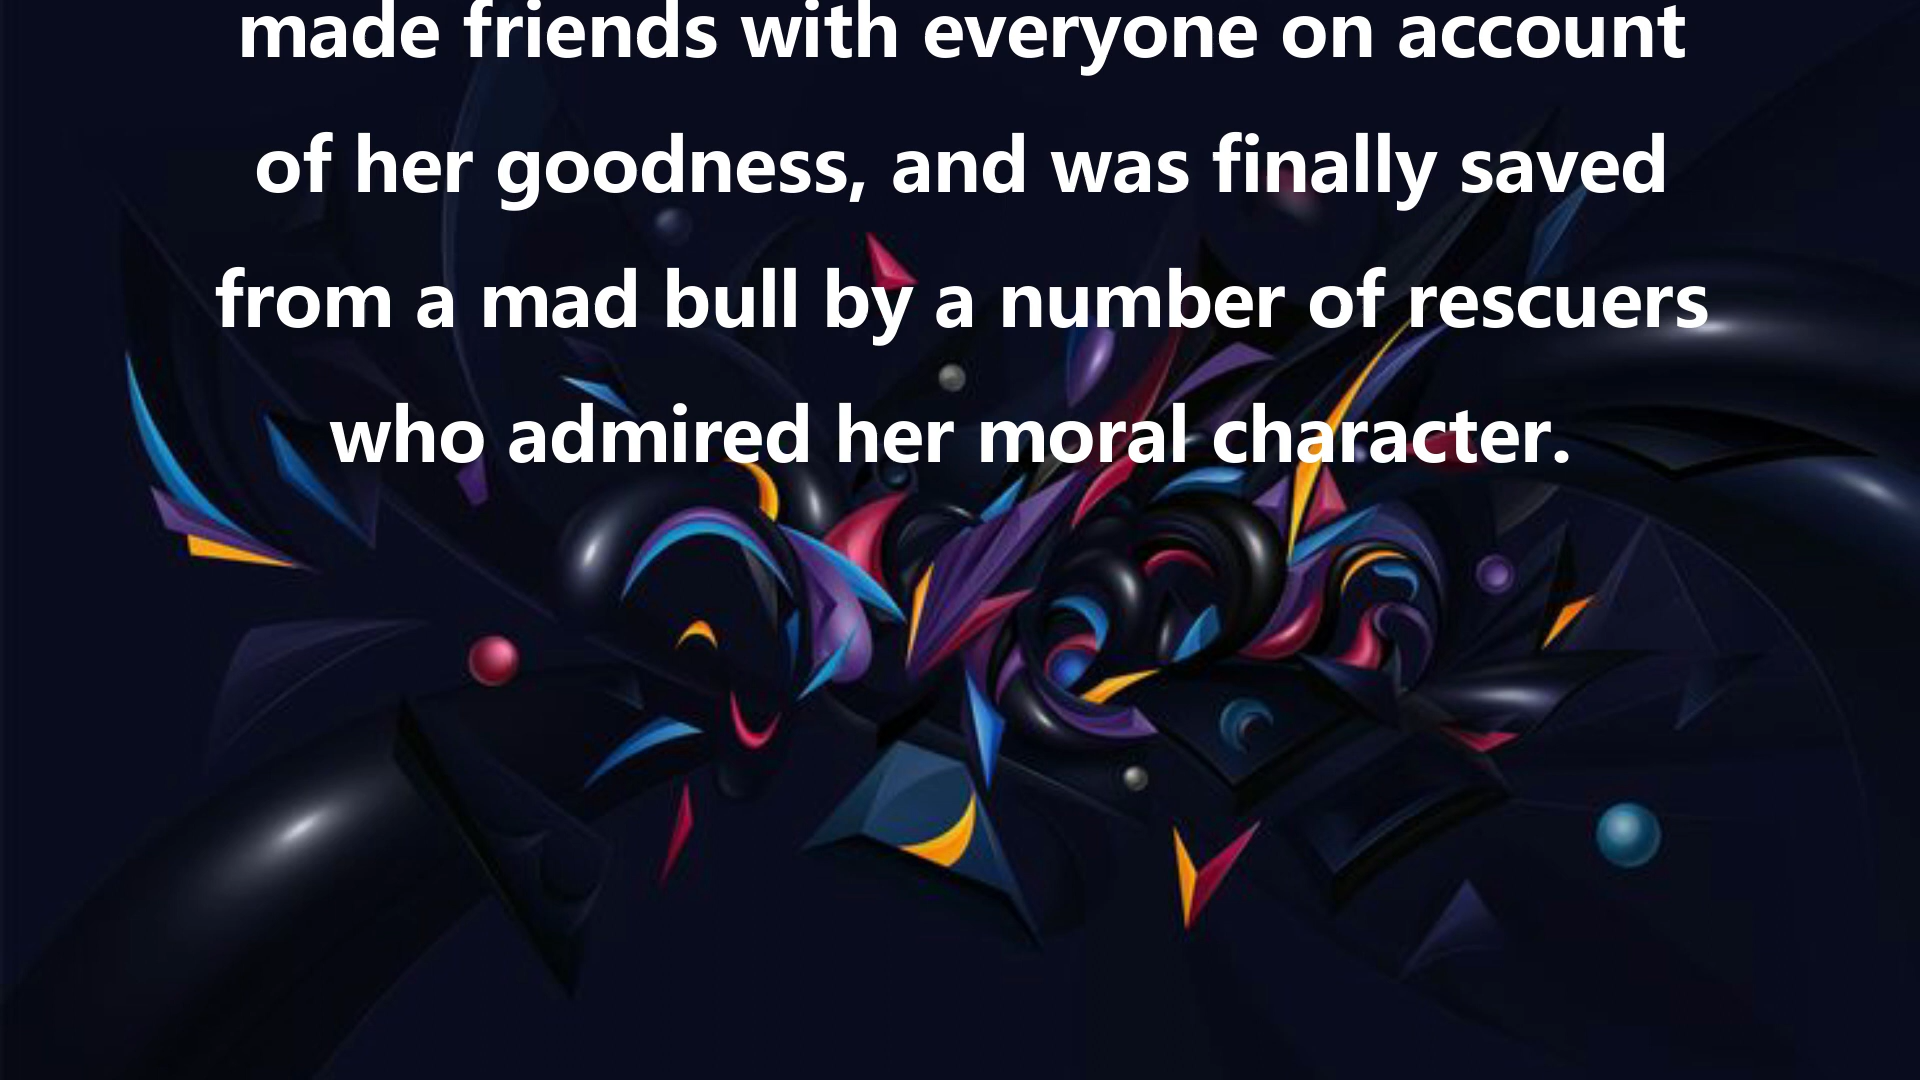 made friends with everyone on account
of her goodness, and was finally saved
from a mad bull by a number of rescuers
who admired her moral character.